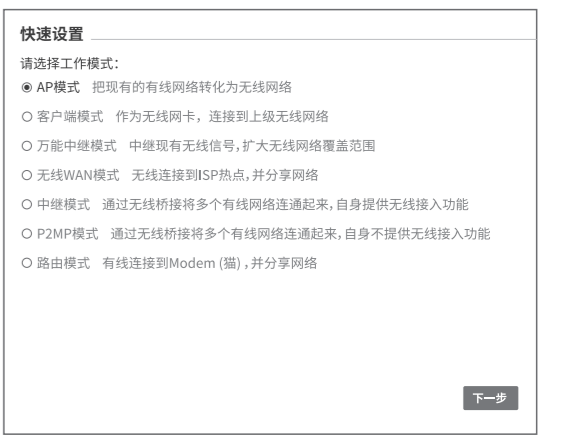 快速设置
请选择工作模式：
AP模式 把现有的有线网络转化为无线网络
客户端模式 作为无线网卡，连接到上级无线网络
万能中继模式 中继现有无线信号,扩大无线网络覆盖范围
无线WAN模式 无线连接到ISP热点,并分享网络
中继模式 通过无线桥接将多个有线网络连通起来,自身提供无线接入功能
P2MP模式 通过无线桥接将多个有线网络连通起来,自身不提供无线接入功能
路由模式 有线连接到Modem (猫) ,并分享网络
下一步